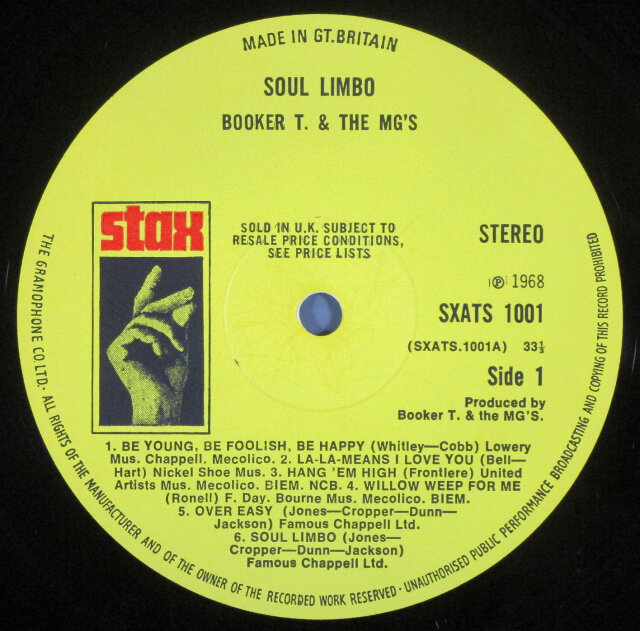 MADE IN GT.BRITAIN
SOUL LIMBO
BOOKER T. & THE MG'S
stax
SOLD IN U.K. SUBJECT TO
RESALE PRICE CONDITIONS,
SEE PRICE LISTS
STEREO
℗ 1968
SXATS 1001
(SXATS.1001A) 33⅓
Side 1
Produced by
Booker T. & the MG'S.
1. BE YOUNG, BE FOOLISH, BE HAPPY (Whitley—Cobb) Lowery
Mus. Chappell. Mecolico. 2. LA-LA-MEANS I LOVE YOU (Bell—
Hart) Nickel Shoe Mus. 3. HANG 'EM HIGH (Frontiere) United
Artists Mus. Mecolico. BIEM. NCB. 4. WILLOW WEEP FOR ME
(Ronell) F. Day. Bourne Mus. Mecolico. BIEM.
5. OVER EASY (Jones—Cropper—Dunn—
Jackson) Famous Chappell Ltd.
6. SOUL LIMBO (Jones—
Cropper—Dunn—Jackson)
Famous Chappell Ltd.
THE GRAMOPHONE CO. LTD· ALL RIGHTS OF THE MANUFACTURER AND OF THE OWNER OF THE RECORDED WORK RESERVED · UNAUTHORISED PUBLIC PERFORMANCE BROADCASTING AND COPYING OF THIS RECORD PROHIBITED